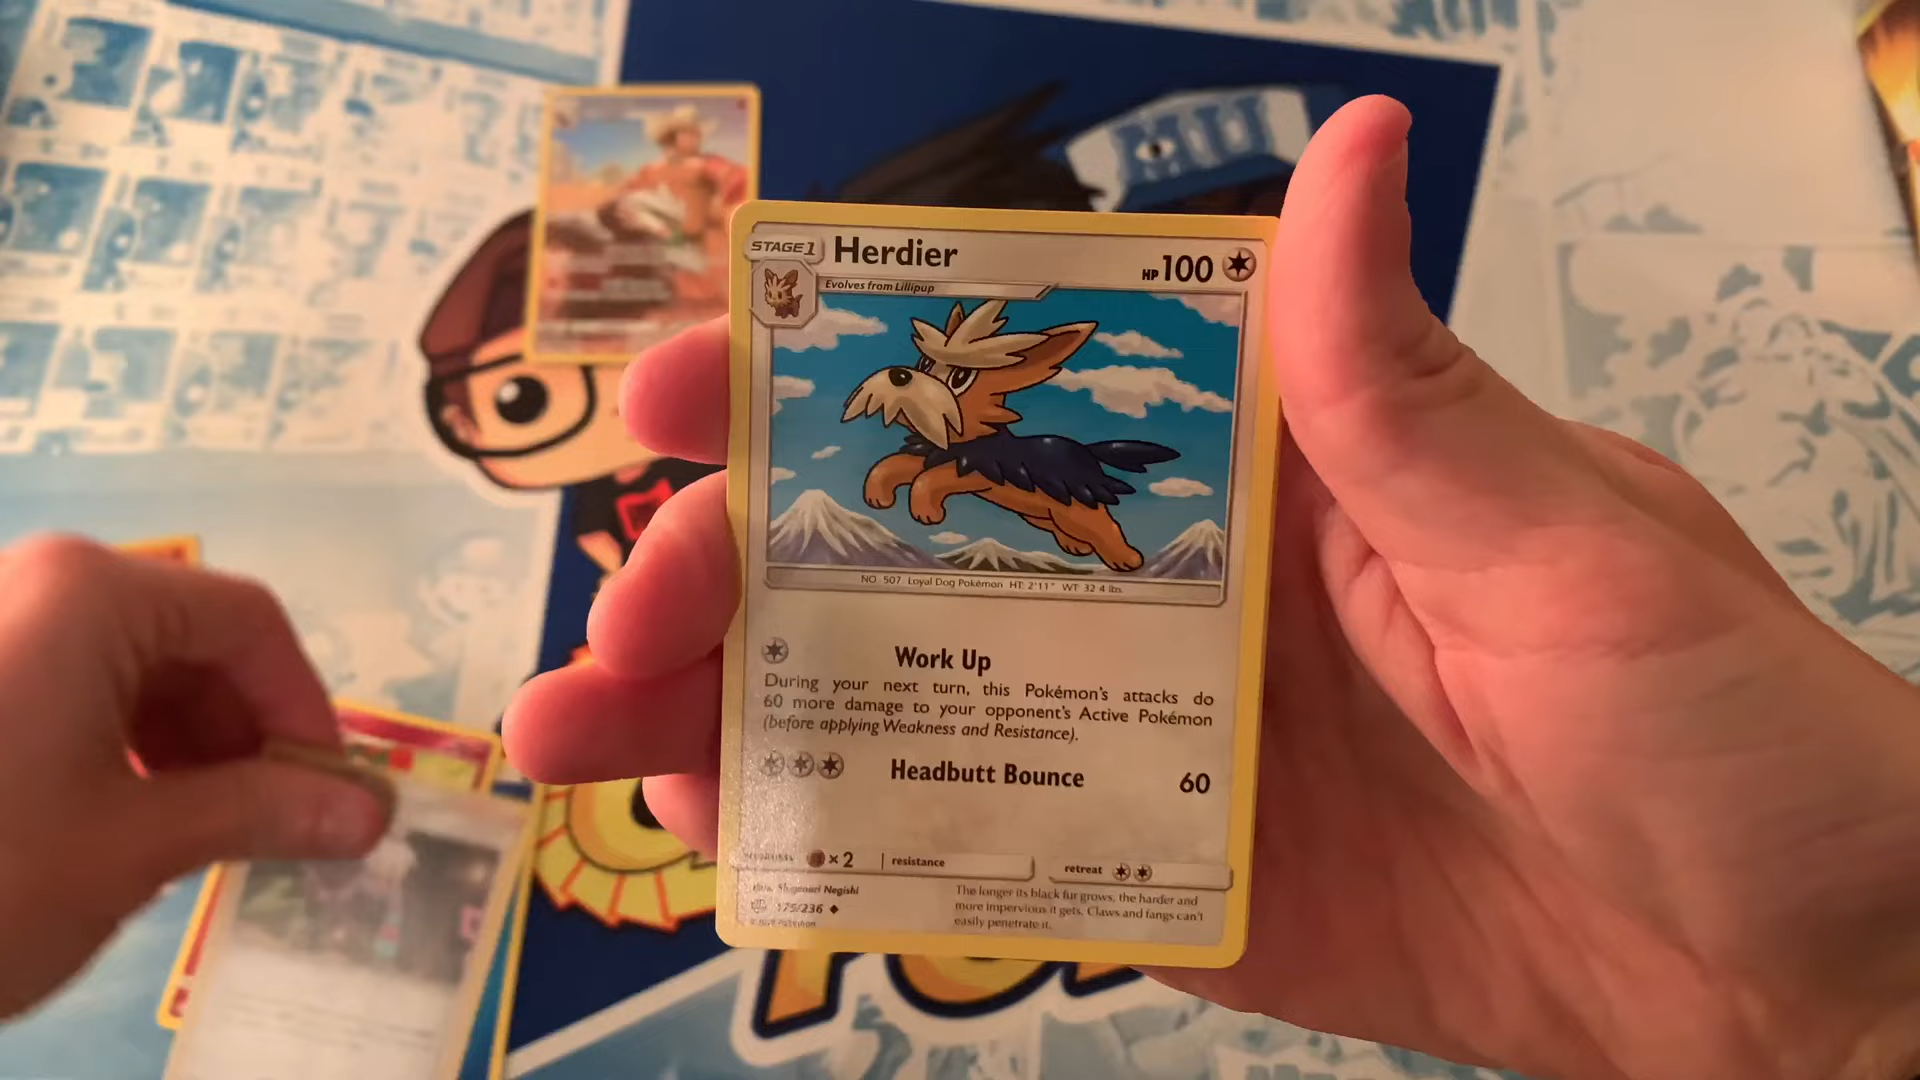 MU
STAGE1
Herdier
HP 100
Evolves from Lillipup
NO. 507 Loyal Dog Pokémon HT: 2'11" WT: 32.4 lbs.
Work Up
During your next turn, this Pokémon's attacks do
60 more damage to your opponent's Active Pokémon
(before applying Weakness and Resistance).
Headbutt Bounce 60
× 2
resistance
retreat
Illus. Shigenori Negishi
175/236
The longer its black fur grows, the harder and
more impervious it gets. Claws and fangs can't
easily penetrate it.